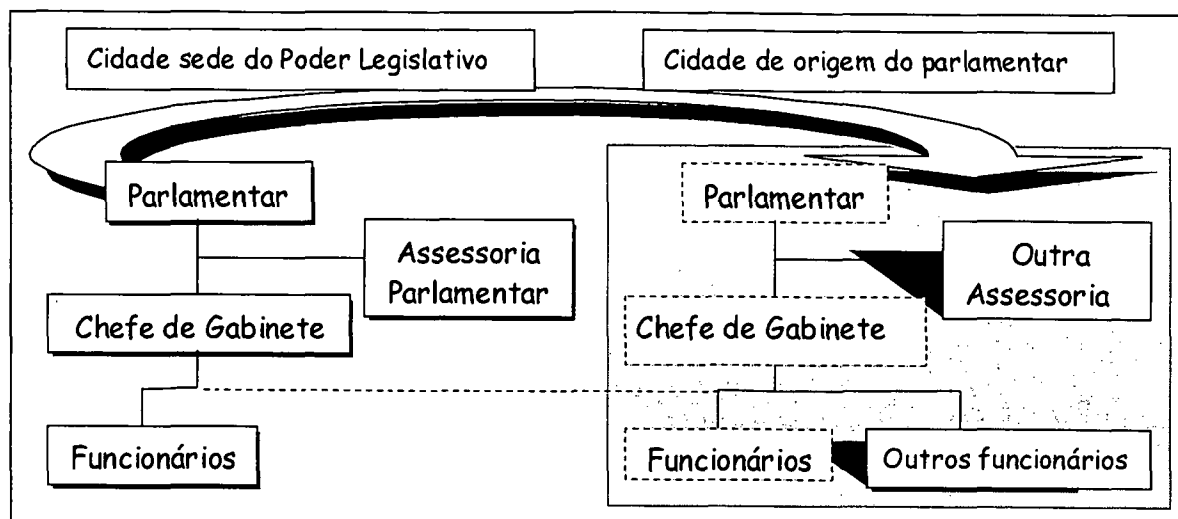 Cidade sede do Poder Legislativo
Cidade de origem do parlamentar
Parlamentar
Assessoria
Parlamentar
Chefe de Gabinete
Funcionários
Parlamentar
Outra
Assessoria
Chefe de Gabinete
Funcionários
Outros funcionários